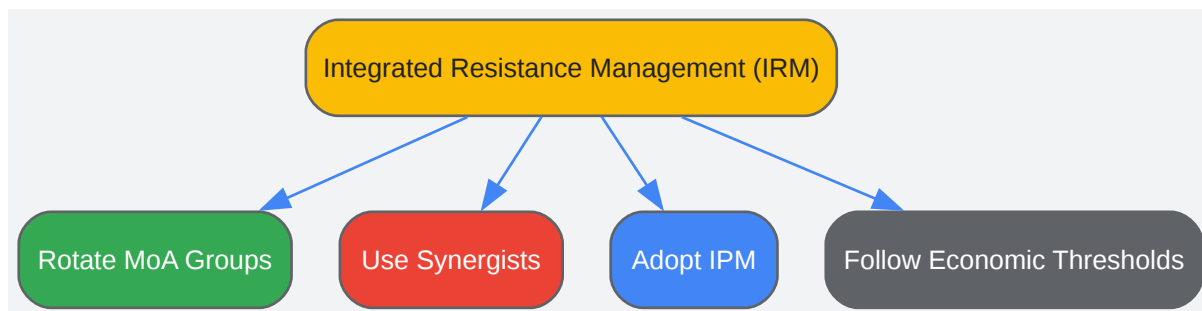 Integrated Resistance Management (IRM)
Rotate MoA Groups
Use Synergists
Adopt IPM
Follow Economic Thresholds